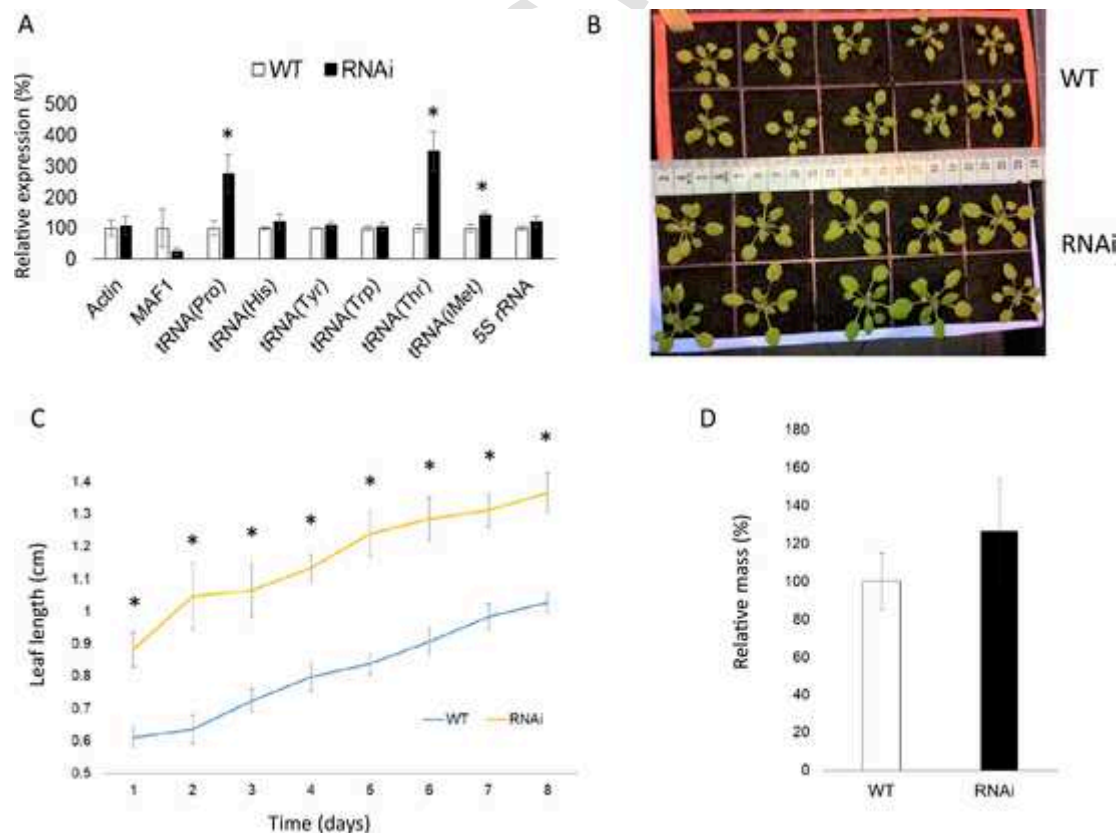 A
WT RNAi
Relative expression (%)
500
400
300
200
100
0
* * *
Actin
MAF1
tRNA(Pro)
tRNA(His)
tRNA(Tyr)
tRNA(Trp)
tRNA(Thr)
tRNA(iMet)
5S rRNA
B
WT
RNAi
C
Leaf length (cm)
1.4
1.3
1.2
1.1
1
0.9
0.8
0.7
0.6
0.5
* * * * * * * *
WT RNAi
1 2 3 4 5 6 7 8
Time (days)
D
Relative mass (%)
180
160
140
120
100
80
60
40
20
0
WT RNAi